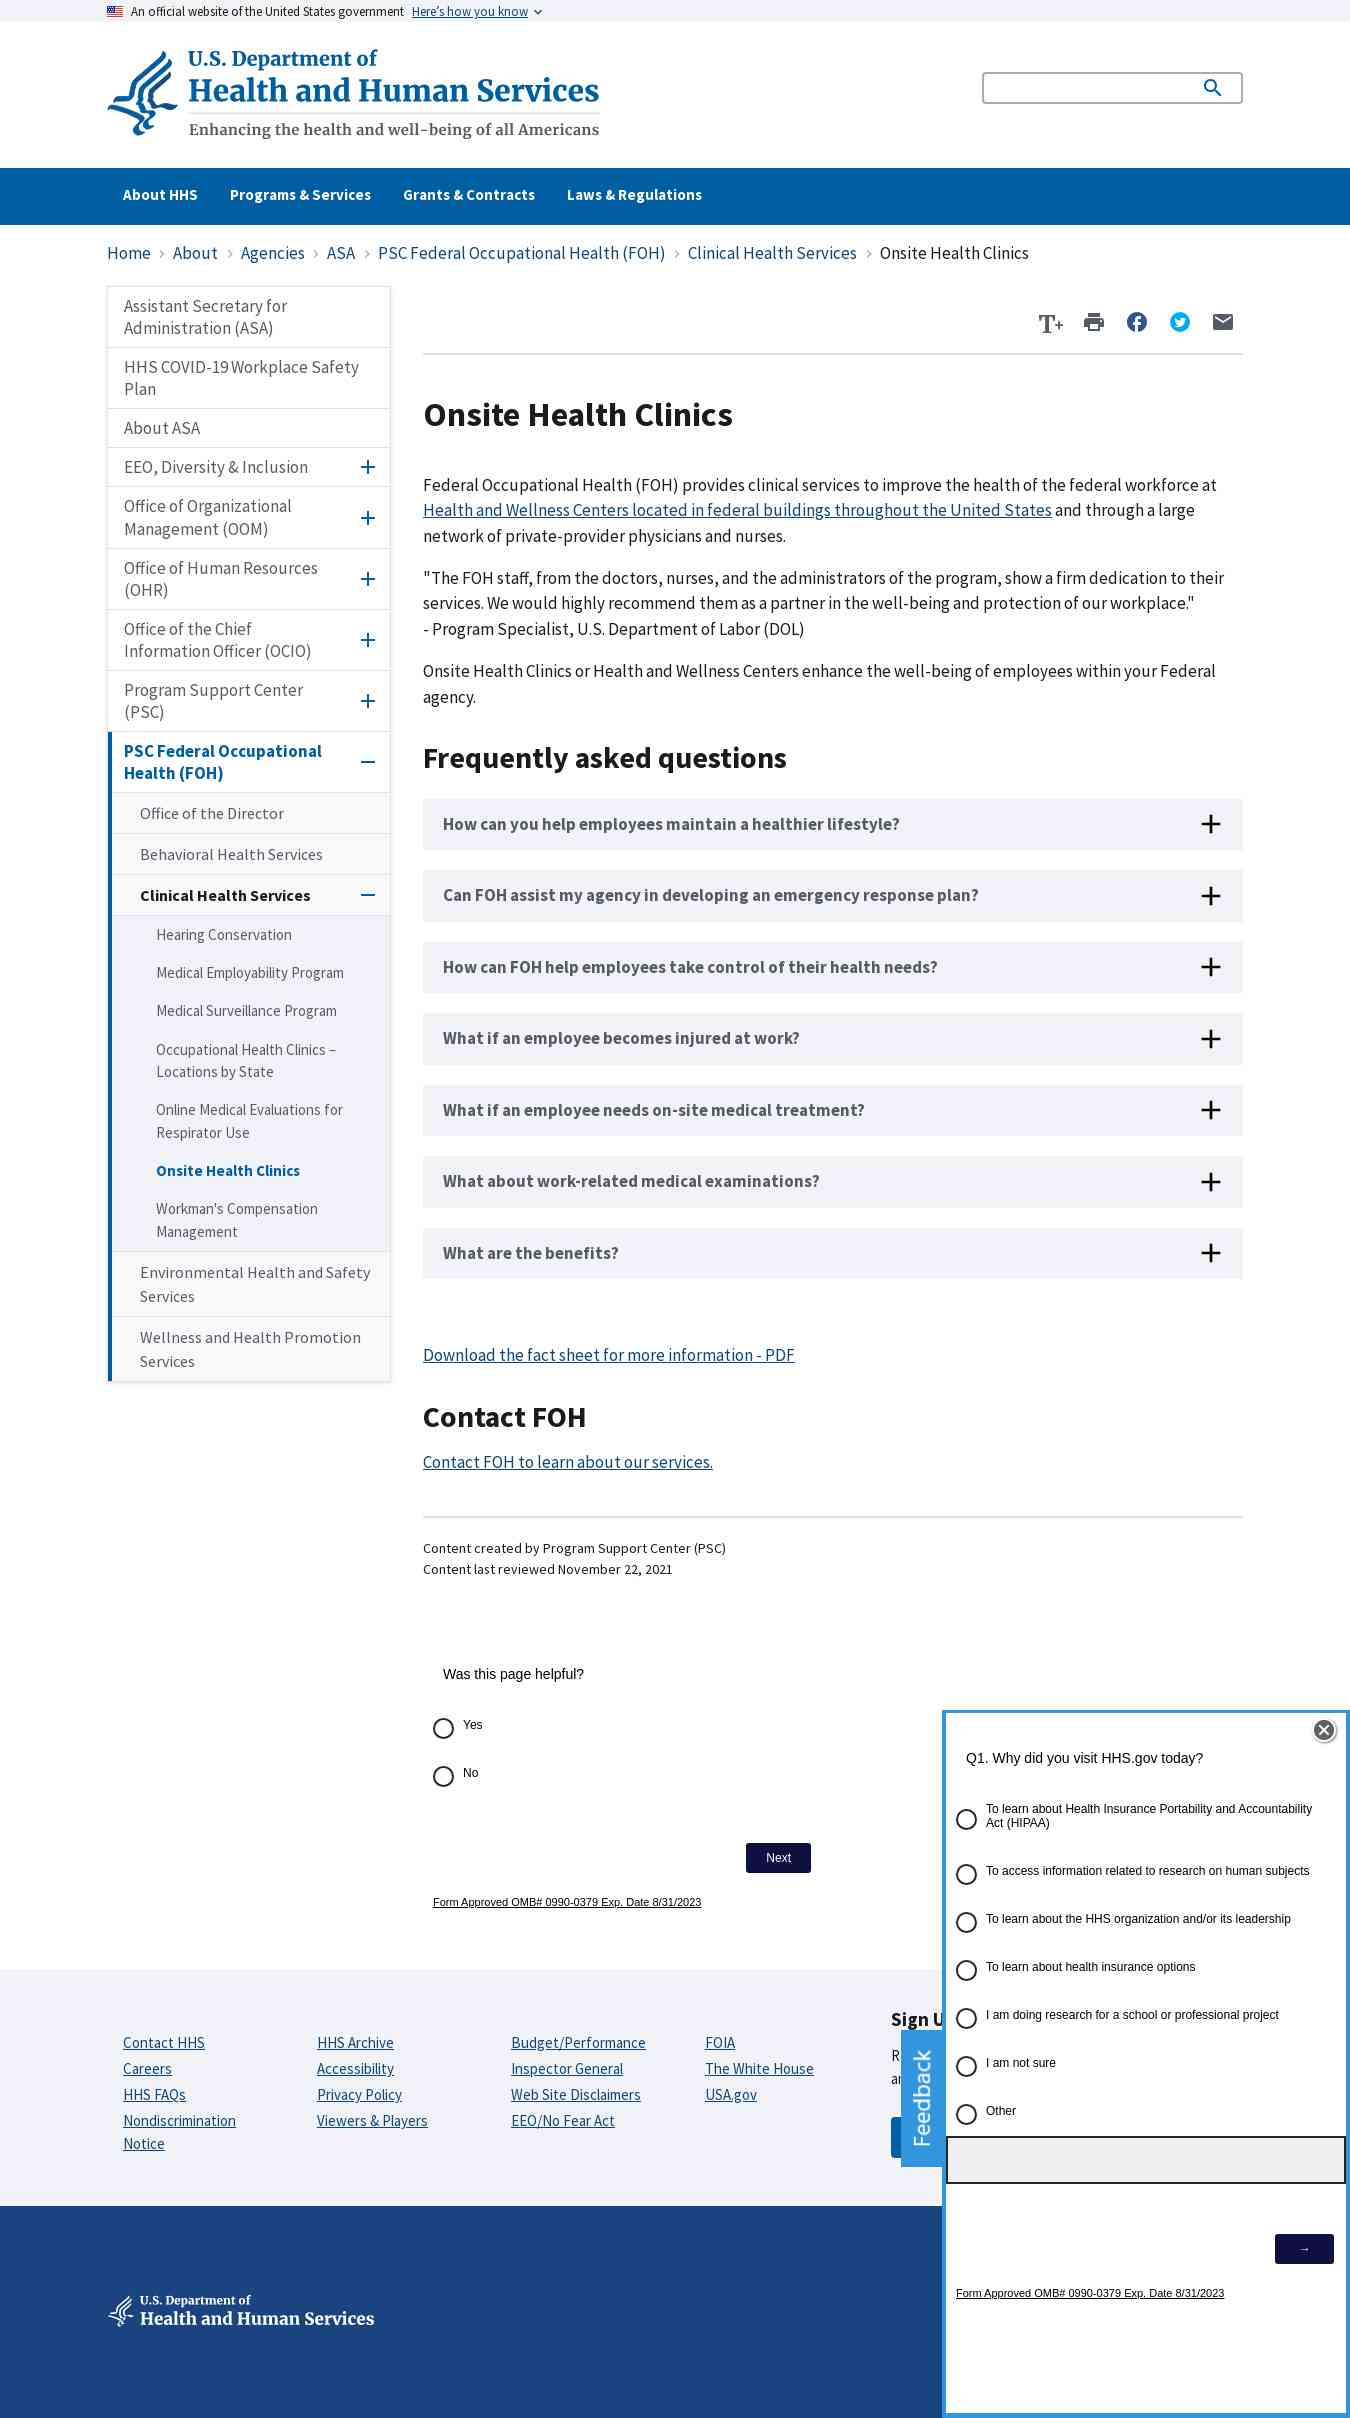 An official website of the United States government Here's how you know
U.S. Department of
Health and Human Services
Enhancing the health and well-being of all Americans
About HHS Programs & Services Grants & Contracts Laws & Regulations
Home › About › Agencies › ASA › PSC Federal Occupational Health (FOH) › Clinical Health Services › Onsite Health Clinics
Assistant Secretary for
Administration (ASA)
HHS COVID-19 Workplace Safety
Plan
About ASA
EEO, Diversity & Inclusion
Office of Organizational
Management (OOM)
Office of Human Resources
(OHR)
Office of the Chief
Information Officer (OCIO)
Program Support Center
(PSC)
PSC Federal Occupational
Health (FOH)
Office of the Director
Behavioral Health Services
Clinical Health Services
Hearing Conservation
Medical Employability Program
Medical Surveillance Program
Occupational Health Clinics –
Locations by State
Online Medical Evaluations for
Respirator Use
Onsite Health Clinics
Workman's Compensation
Management
Environmental Health and Safety
Services
Wellness and Health Promotion
Services
T+
Onsite Health Clinics
Federal Occupational Health (FOH) provides clinical services to improve the health of the federal workforce at
Health and Wellness Centers located in federal buildings throughout the United States and through a large
network of private-provider physicians and nurses.
"The FOH staff, from the doctors, nurses, and the administrators of the program, show a firm dedication to their
services. We would highly recommend them as a partner in the well-being and protection of our workplace."
- Program Specialist, U.S. Department of Labor (DOL)
Onsite Health Clinics or Health and Wellness Centers enhance the well-being of employees within your Federal
agency.
Frequently asked questions
How can you help employees maintain a healthier lifestyle?
Can FOH assist my agency in developing an emergency response plan?
How can FOH help employees take control of their health needs?
What if an employee becomes injured at work?
What if an employee needs on-site medical treatment?
What about work-related medical examinations?
What are the benefits?
Download the fact sheet for more information - PDF
Contact FOH
Contact FOH to learn about our services.
Content created by Program Support Center (PSC)
Content last reviewed November 22, 2021
Was this page helpful?
Yes
No
Next
Form Approved OMB# 0990-0379 Exp. Date 8/31/2023
Q1. Why did you visit HHS.gov today?
To learn about Health Insurance Portability and Accountability
Act (HIPAA)
To access information related to research on human subjects
To learn about the HHS organization and/or its leadership
To learn about health insurance options
I am doing research for a school or professional project
I am not sure
Other
→
Form Approved OMB# 0990-0379 Exp. Date 8/31/2023
Feedback
Contact HHS
Careers
HHS FAQs
Nondiscrimination
Notice
HHS Archive
Accessibility
Privacy Policy
Viewers & Players
Budget/Performance
Inspector General
Web Site Disclaimers
EEO/No Fear Act
FOIA
The White House
USA.gov
Sign
U.S. Department of
Health and Human Services